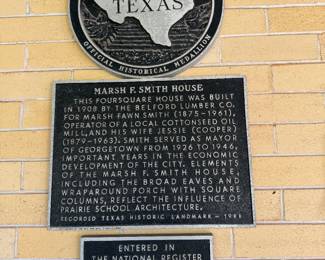 TEXAS
OFFICIAL HISTORICAL MEDALLION
MARSH F. SMITH HOUSE
THIS FOURSQUARE HOUSE WAS BUILT
IN 1908 BY THE BELFORD LUMBER CO.
FOR MARSH FAWN SMITH (1875-1961),
OPERATOR OF A LOCAL COTTONSEED OIL
MILL, AND HIS WIFE JESSIE (COOPER)
(1879-1963). SMITH SERVED AS MAYOR
OF GEORGETOWN FROM 1926 TO 1946,
IMPORTANT YEARS IN THE ECONOMIC
DEVELOPMENT OF THE CITY. ELEMENTS
OF THE MARSH F. SMITH HOUSE,
INCLUDING THE BROAD EAVES AND
WRAPAROUND PORCH WITH SQUARE
COLUMNS, REFLECT THE INFLUENCE OF
PRAIRIE SCHOOL ARCHITECTURE.
RECORDED TEXAS HISTORIC LANDMARK -
ENTERED IN
THE NATIONAL REGISTER